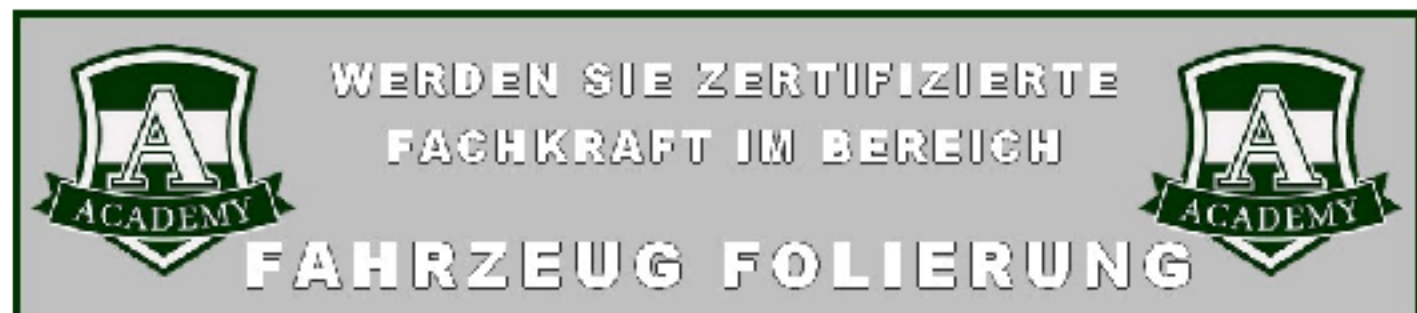 WERDEN SIE ZERTIFIZIERTE
FACHKRAFT IM BEREICH
FAHRZEUG FOLIERUNG
A
ACADEMY
A
ACADEMY